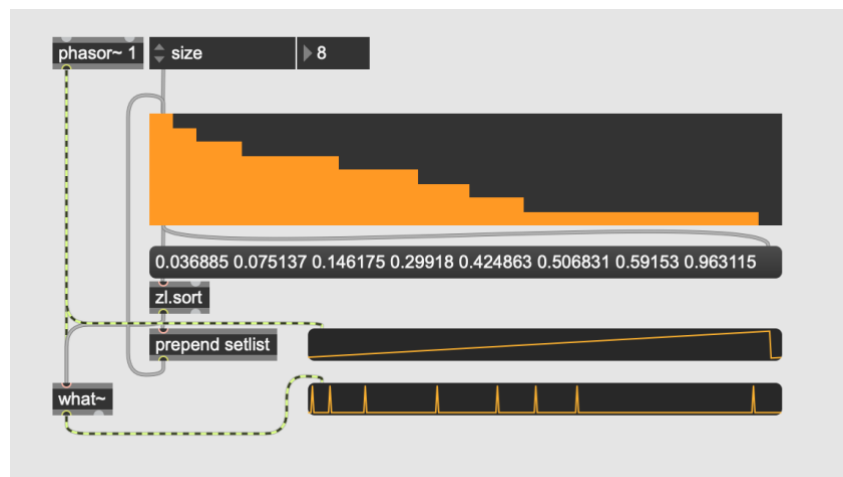 phasor~ 1
size
8
0.036885 0.075137 0.146175 0.29918 0.424863 0.506831 0.59153 0.963115
zl.sort
prepend setlist
what~